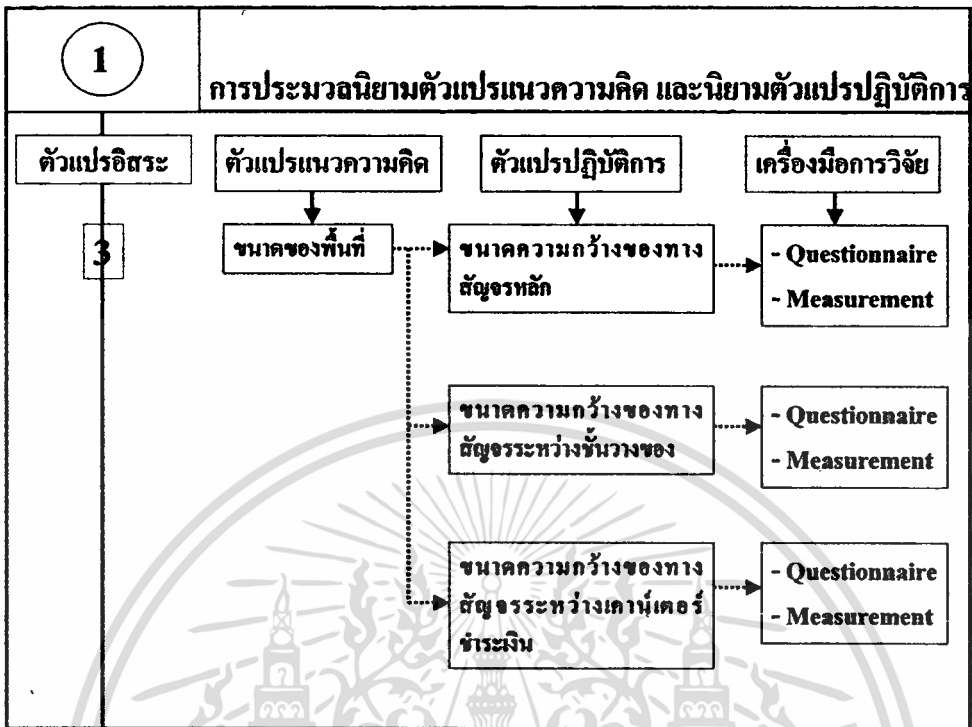 1
การประมวลนิยามตัวแปรแนวความคิด และนิยามตัวแปรปฏิบัติการ
ตัวแปรอิสระ
ตัวแปรแนวความคิด
ตัวแปรปฏิบัติการ
เครื่องมือการวิจัย
3
ขนาดของพื้นที่
ขนาดความกว้างของทาง
สัญจรหลัก
- Questionnaire
- Measurement
ขนาดความกว้างของทาง
สัญจรระหว่างชั้นวางของ
- Questionnaire
- Measurement
ขนาดความกว้างของทาง
สัญจรระหว่างเคาน์เตอร์
ชำระเงิน
- Questionnaire
- Measurement